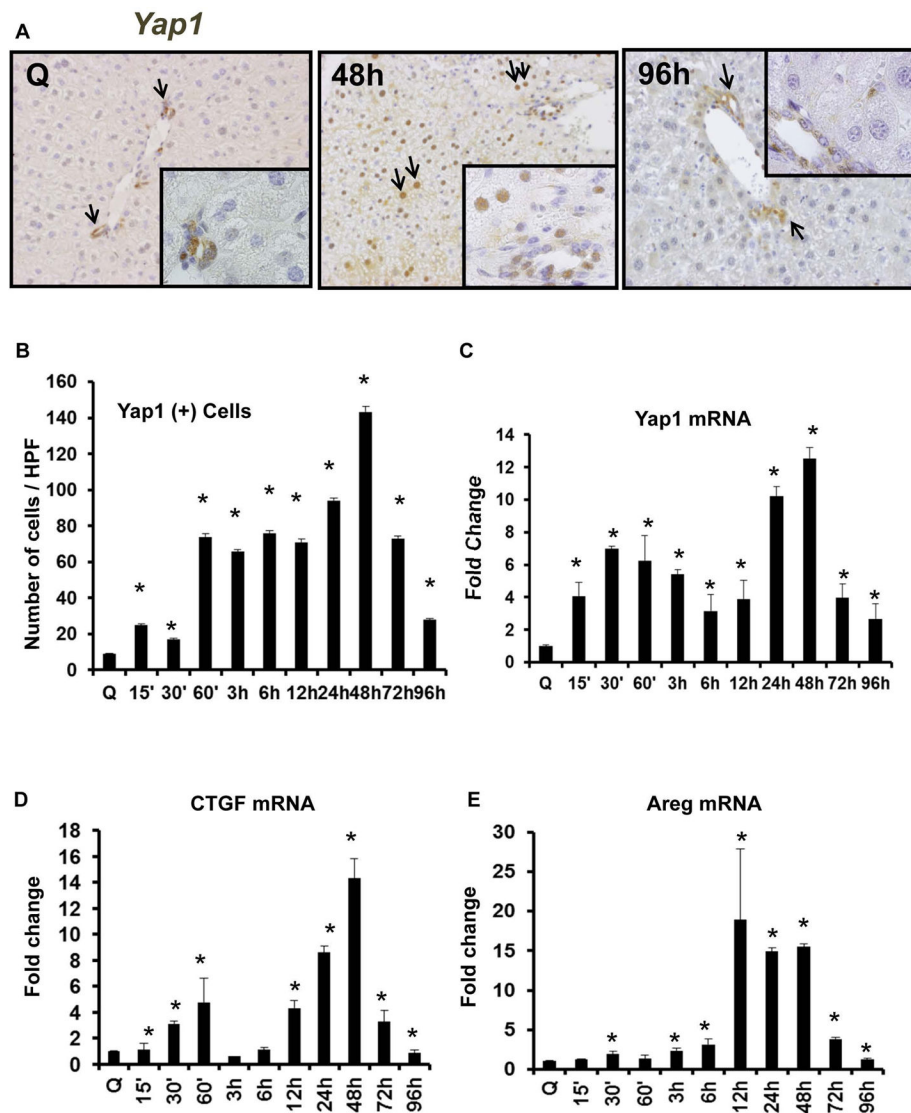 A
Yap1
Q
48h
96h
B
Number of cells / HPF
160
140
120
100
80
60
40
20
0
Yap1 (+) Cells
* * * * * * * * * *
Q 15' 30' 60' 3h 6h 12h 24h 48h 72h 96h
C
Yap1 mRNA
Fold Change
14
12
10
8
6
4
2
0
* * * * * * * * * *
Q 15' 30' 60' 3h 6h 12h 24h 48h 72h 96h
D
CTGF mRNA
Fold change
18
16
14
12
10
8
6
4
2
0
* * * * * * * *
Q 15' 30' 60' 3h 6h 12h 24h 48h 72h 96h
E
Areg mRNA
Fold change
30
25
20
15
10
5
0
* * * * * * * *
Q 15' 30' 60' 3h 6h 12h 24h 48h 72h 96h